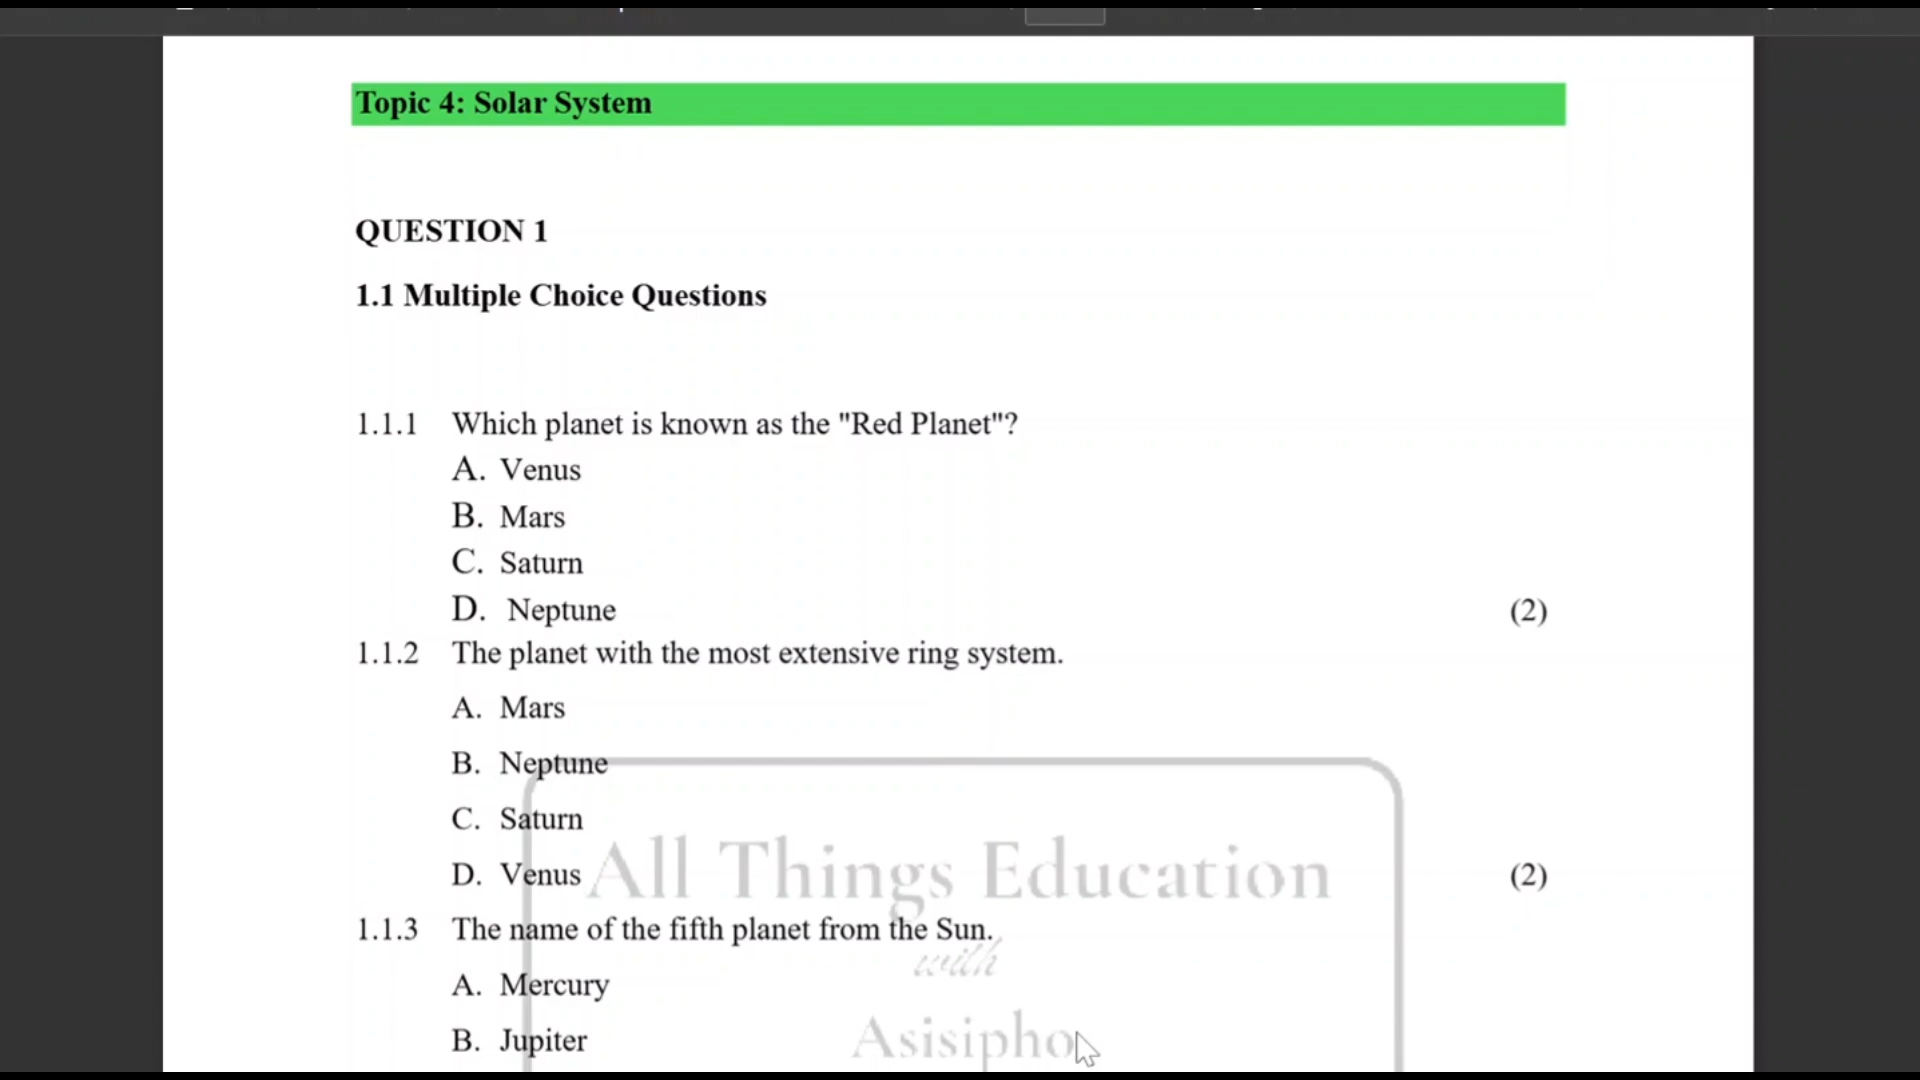 Topic 4: Solar System
QUESTION 1
1.1 Multiple Choice Questions
1.1.1 Which planet is known as the "Red Planet"?
A. Venus
B. Mars
C. Saturn
D. Neptune (2)
1.1.2 The planet with the most extensive ring system.
A. Mars
B. Neptune
C. Saturn
D. Venus (2)
All Things Education
1.1.3 The name of the fifth planet from the Sun.
with
A. Mercury
B. Jupiter
Asisipho